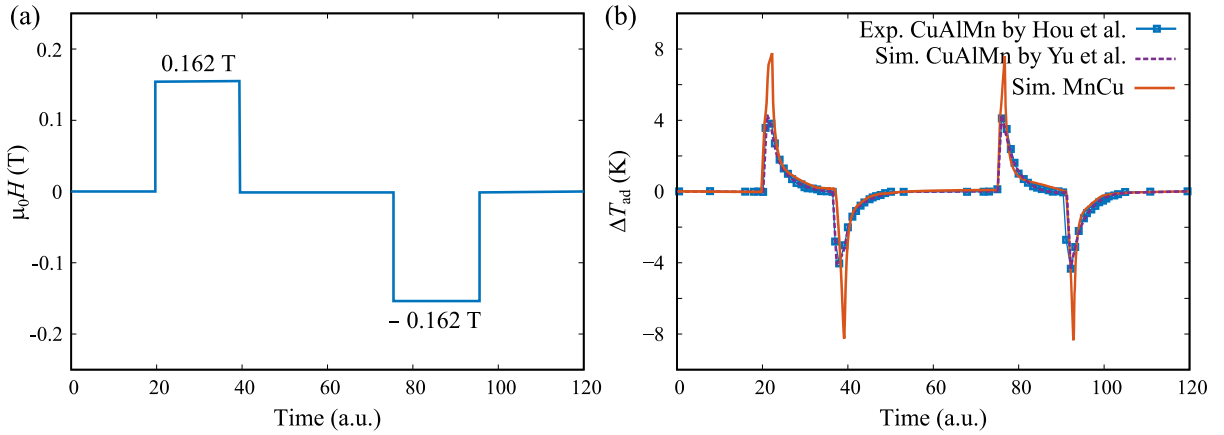 (a)
0.2
0.162 T
0.1
0
-0.1
− 0.162 T
-0.2
μ₀H (T)
0
20
40
60
80
100
120
Time (a.u.)
(b)
8
4
0
-4
-8
ΔT_ad (K)
Exp. CuAlMn by Hou et al.
Sim. CuAlMn by Yu et al.
Sim. MnCu
0
20
40
60
80
100
120
Time (a.u.)